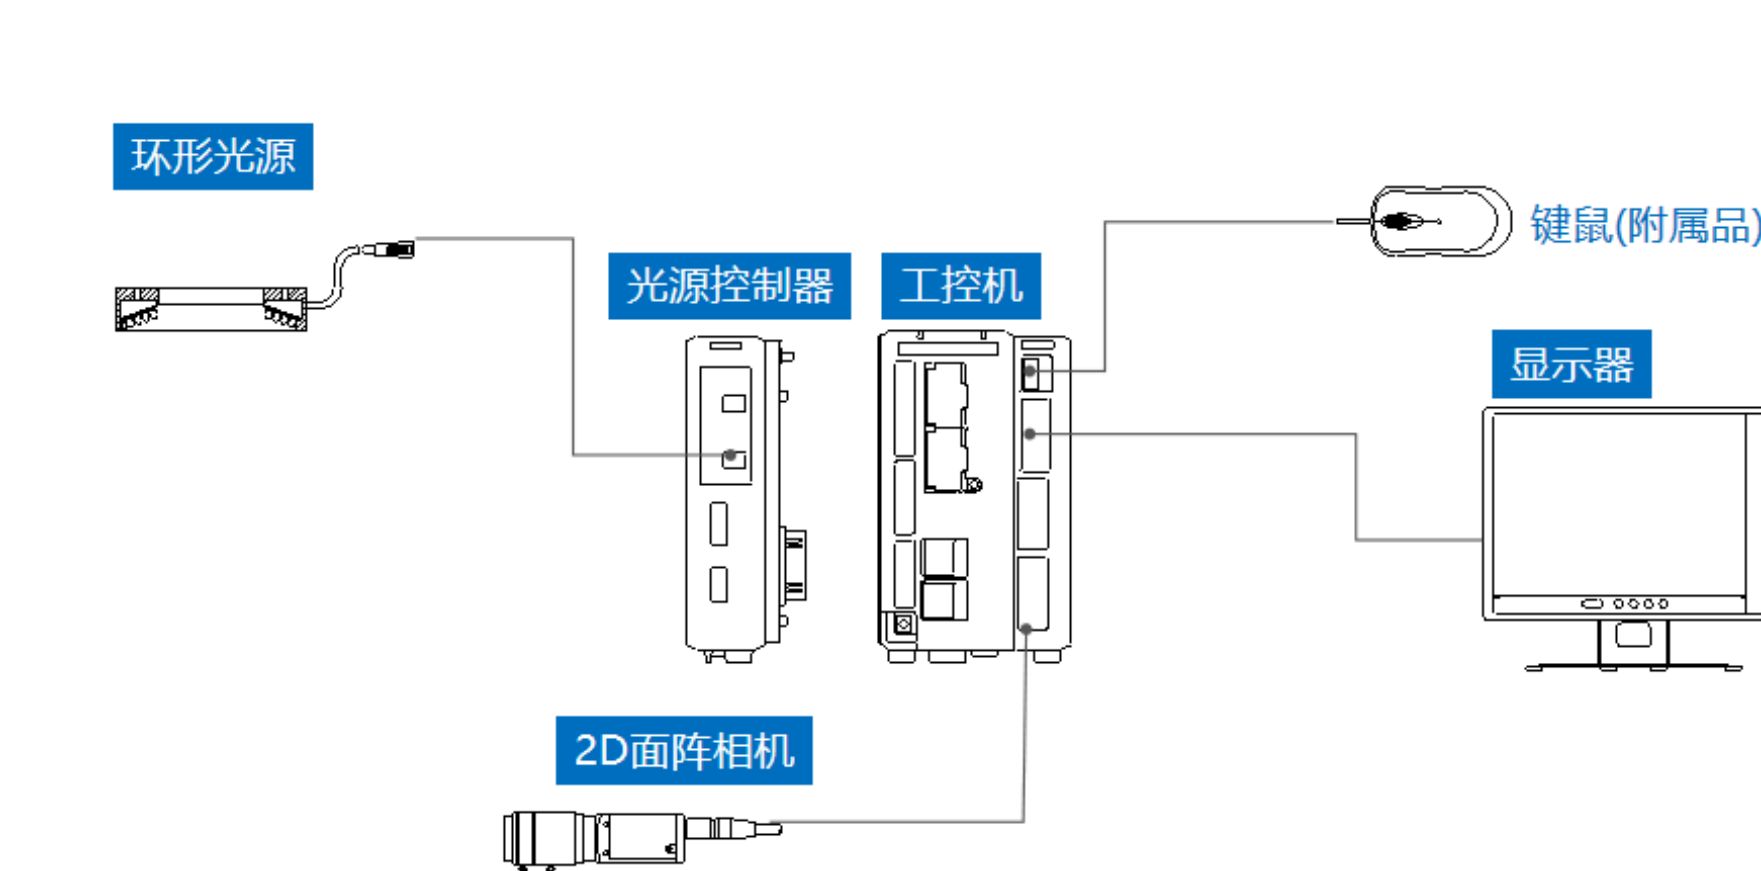 环形光源
键鼠(附属品)
光源控制器
工控机
显示器
2D面阵相机